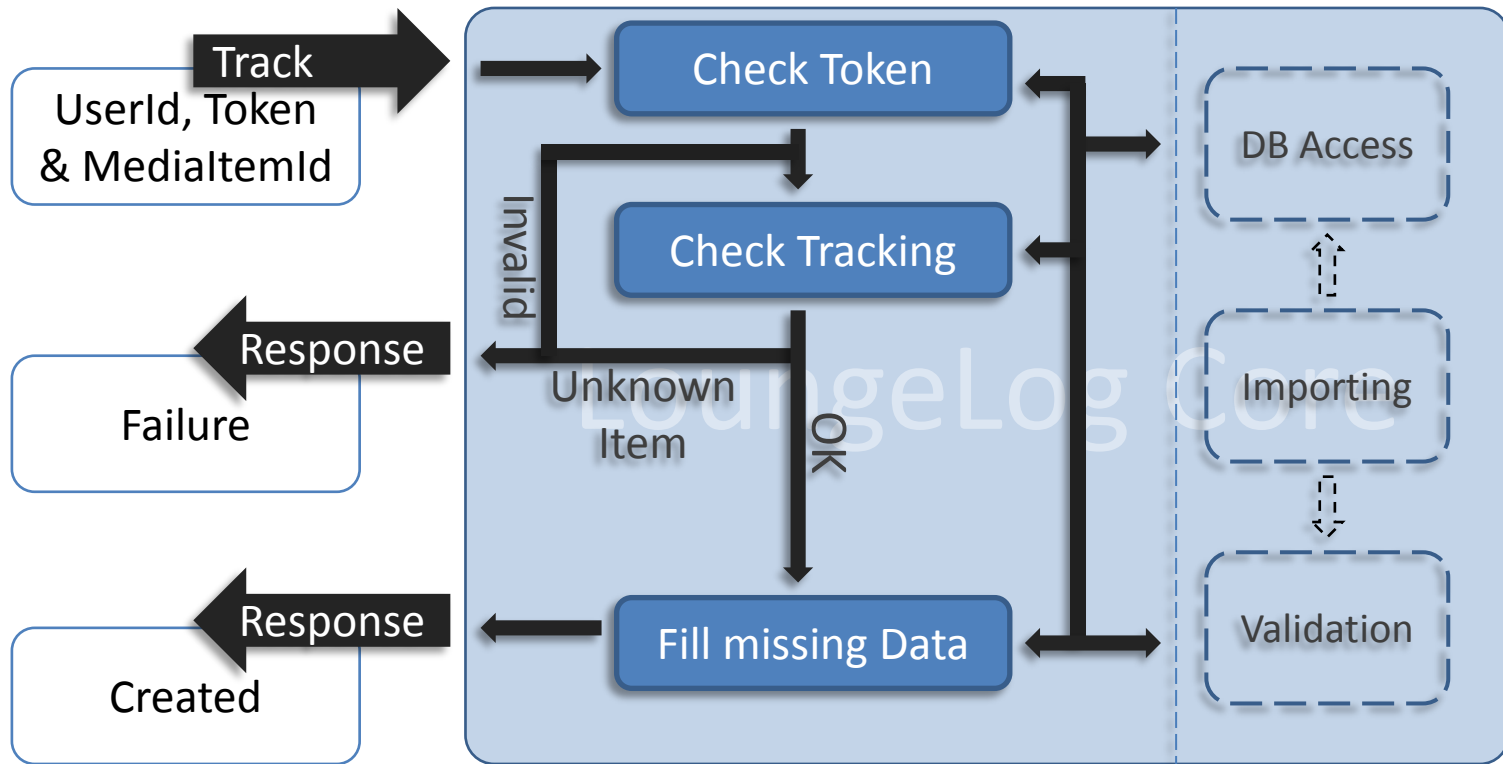 Track
UserId, Token
& MediaItemId
Check Token
DB Access
Invalid
Check Tracking
Response
Failure
Unknown
Item
OK
LoungeLog Core
Importing
Response
Created
Fill missing Data
Validation